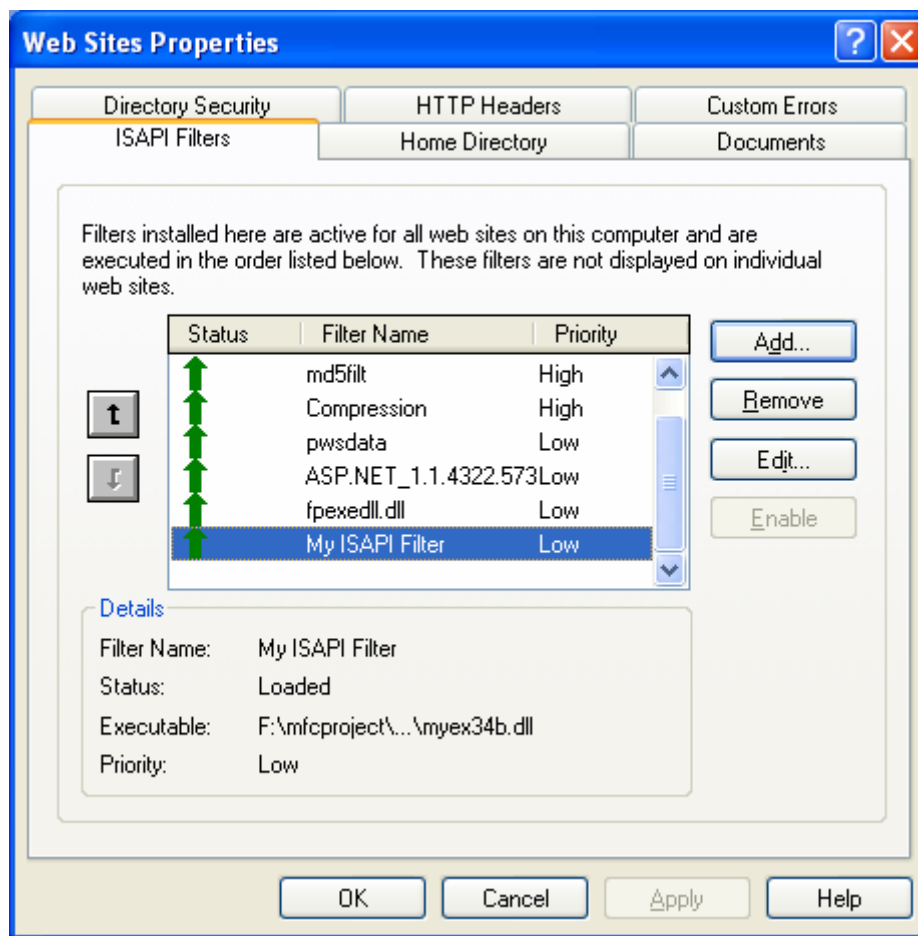 Web Sites Properties
Directory Security HTTP Headers Custom Errors
ISAPI Filters Home Directory Documents
Filters installed here are active for all web sites on this computer and are
executed in the order listed below. These filters are not displayed on individual
web sites.
Status Filter Name Priority
md5filt High
Compression High
pwsdata Low
ASP.NET_1.1.4322.573Low
fpexedll.dll Low
My ISAPI Filter Low
Add...
Remove
Edit...
Enable
Details
Filter Name: My ISAPI Filter
Status: Loaded
Executable: F:\mfcproject\...\myex34b.dll
Priority: Low
OK Cancel Apply Help